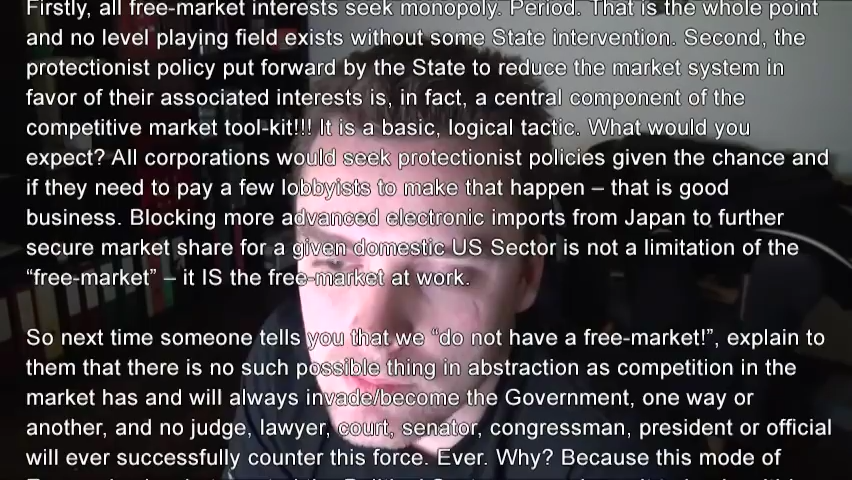 Firstly, all free-market interests seek monopoly. Period. That is the whole point
and no level playing field exists without some State intervention. Second, the
protectionist policy put forward by the State to reduce the market system in
favor of their associated interests is, in fact, a central component of the
competitive market tool-kit!!! It is a basic, logical tactic. What would you
expect? All corporations would seek protectionist policies given the chance and
if they need to pay a few lobbyists to make that happen – that is good
business. Blocking more advanced electronic imports from Japan to further
secure market share for a given domestic US Sector is not a limitation of the
“free-market” – it IS the free-market at work.
So next time someone tells you that we “do not have a free-market!”, explain to
them that there is no such possible thing in abstraction as competition in the
market has and will always invade/become the Government, one way or
another, and no judge, lawyer, court, senator, congressman, president or official
will ever successfully counter this force. Ever. Why? Because this mode of